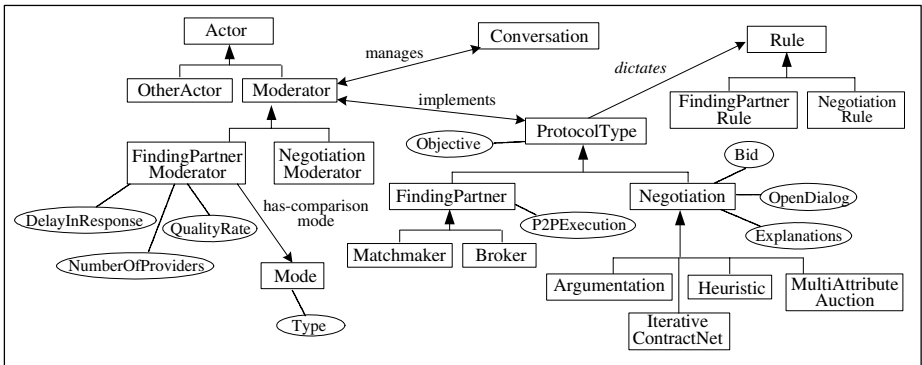 Actor
Conversation
Rule
manages
dictates
OtherActor
Moderator
implements
FindingPartner
Rule
Negotiation
Rule
ProtocolType
Objective
FindingPartner
Moderator
Negotiation
Moderator
Bid
DelayInResponse
QualityRate
has-comparison
mode
FindingPartner
Negotiation
OpenDialog
P2PExecution
Explanations
NumberOfProviders
Matchmaker
Broker
Mode
Argumentation
Heuristic
MultiAttribute
Auction
Type
Iterative
ContractNet